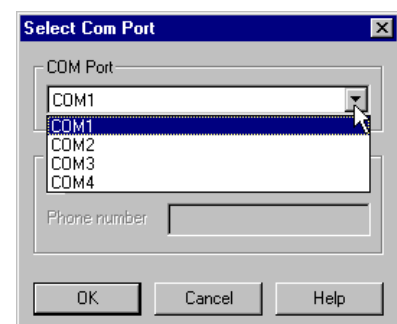 Select Com Port
COM Port
COM1
COM1
COM2
COM3
COM4
Phone number
OK Cancel Help